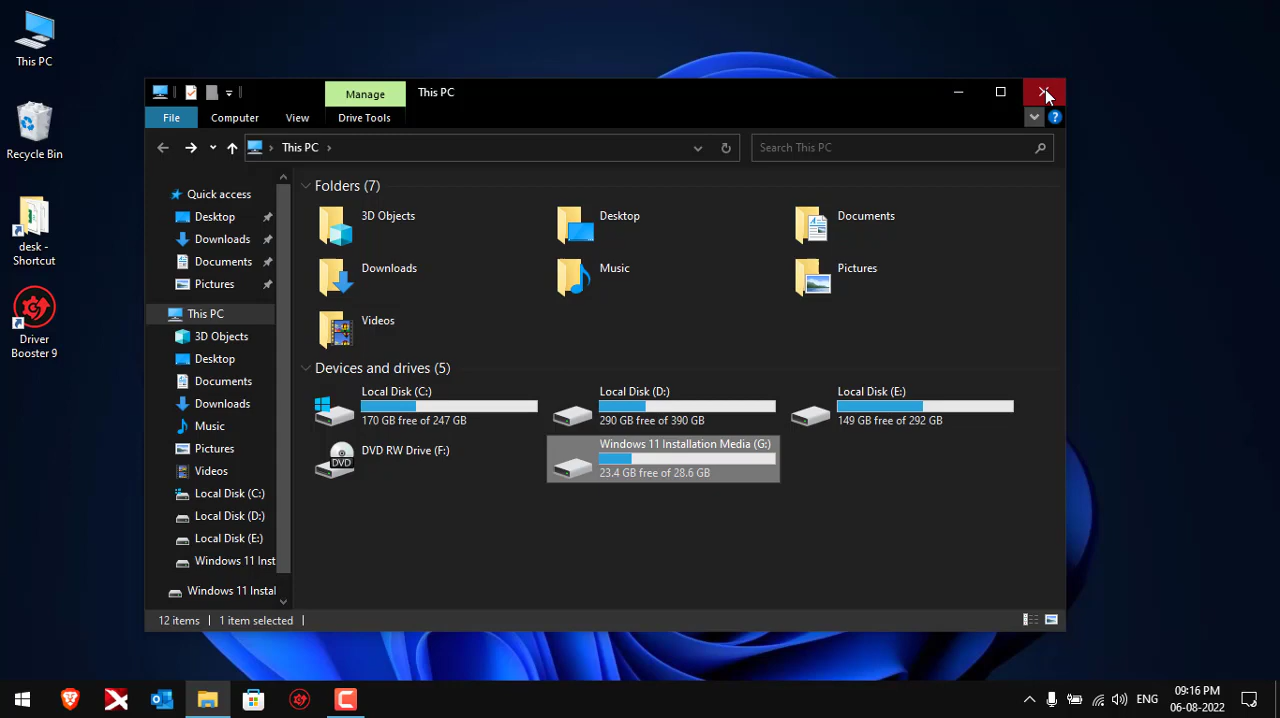 This PC
Recycle Bin
desk -
Shortcut
Driver
Booster 9
Manage
This PC
File
Computer
View
Drive Tools
This PC
Search This PC
Quick access
Desktop
Downloads
Documents
Pictures
This PC
3D Objects
Desktop
Documents
Downloads
Music
Pictures
Videos
Local Disk (C:)
Local Disk (D:)
Local Disk (E:)
Windows 11 Inst
Windows 11 Instal
Folders (7)
3D Objects
Desktop
Documents
Downloads
Music
Pictures
Videos
Devices and drives (5)
Local Disk (C:)
170 GB free of 247 GB
Local Disk (D:)
290 GB free of 390 GB
Local Disk (E:)
149 GB free of 292 GB
DVD
DVD RW Drive (F:)
Windows 11 Installation Media (G:)
23.4 GB free of 28.6 GB
12 items
1 item selected
ENG
09:16 PM
06-08-2022